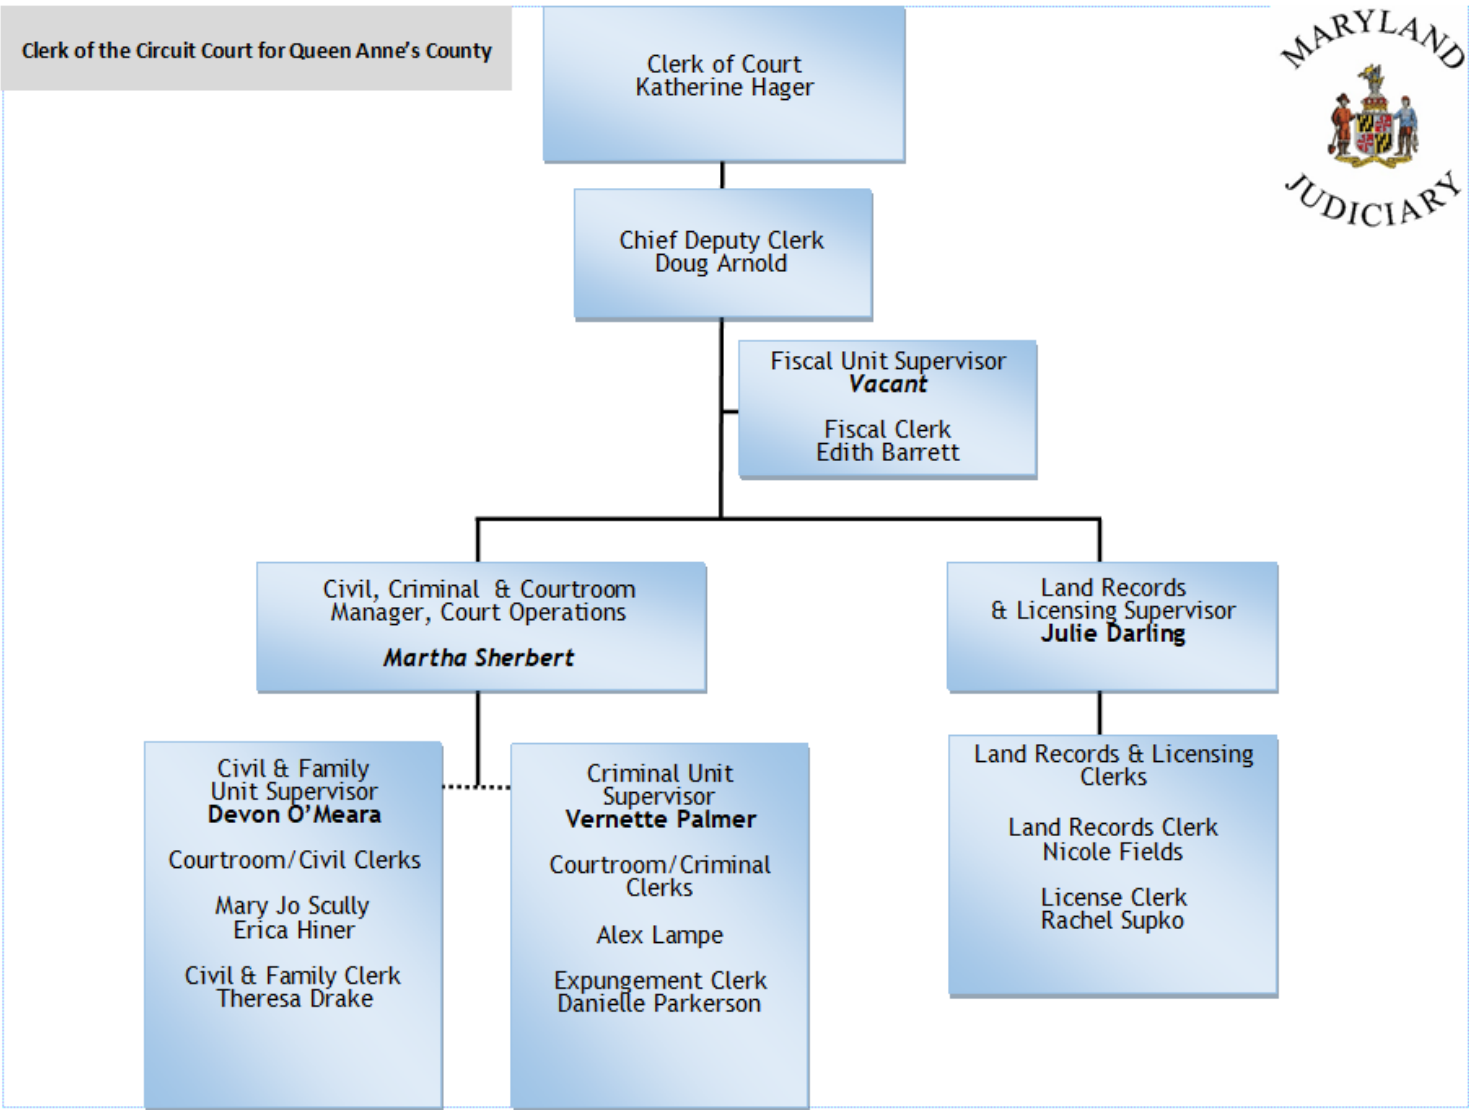 Clerk of the Circuit Court for Queen Anne's County
MARYLAND
JUDICIARY
Clerk of Court
Katherine Hager
Chief Deputy Clerk
Doug Arnold
Fiscal Unit Supervisor
Vacant
Fiscal Clerk
Edith Barrett
Civil, Criminal & Courtroom
Manager, Court Operations
Martha Sherbert
Land Records
& Licensing Supervisor
Julie Darling
Civil & Family
Unit Supervisor
Devon O'Meara
Courtroom/Civil Clerks
Mary Jo Scully
Erica Hiner
Civil & Family Clerk
Theresa Drake
Criminal Unit
Supervisor
Vernette Palmer
Courtroom/Criminal
Clerks
Alex Lampe
Expungement Clerk
Danielle Parkerson
Land Records & Licensing
Clerks
Land Records Clerk
Nicole Fields
License Clerk
Rachel Supko